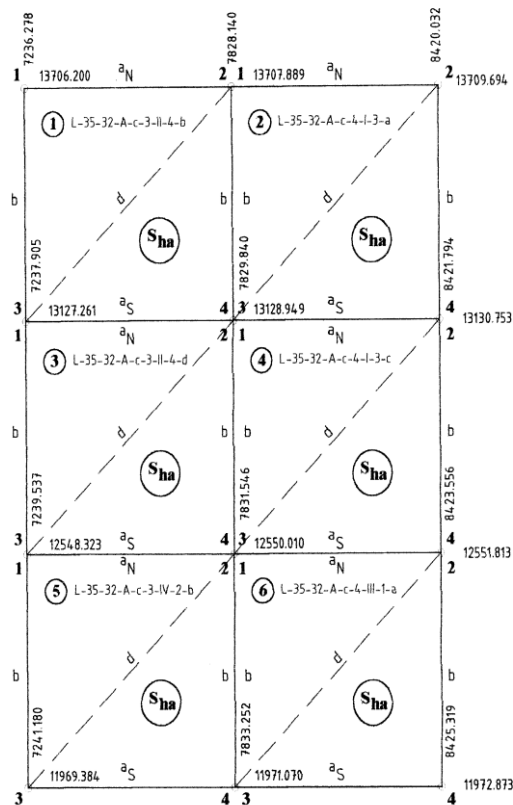 7236.278 7828.140 8420.032
1 13706.200 aN 2 1 13707.889 aN 2 13709.694
1 L-35-32-A-c-3-II-4-b 2 L-35-32-A-c-4-I-3-a
b d b b d b
Sha Sha
7237.905 7829.840 8421.794
3 13127.261 aS 4 3 13128.949 aS 4 13130.753
1 aN 2 1 aN 2
3 L-35-32-A-c-3-II-4-d 4 L-35-32-A-c-4-I-3-c
b d b b d b
Sha Sha
7239.537 7831.546 8423.556
3 12548.323 aS 4 3 12550.010 aS 4 12551.813
1 aN 2 1 aN 2
5 L-35-32-A-c-3-IV-2-b 6 L-35-32-A-c-4-III-1-a
b d b b d b
Sha Sha
7241.180 7833.252 8425.319
3 11969.384 aS 4 3 11971.070 aS 4 11972.873